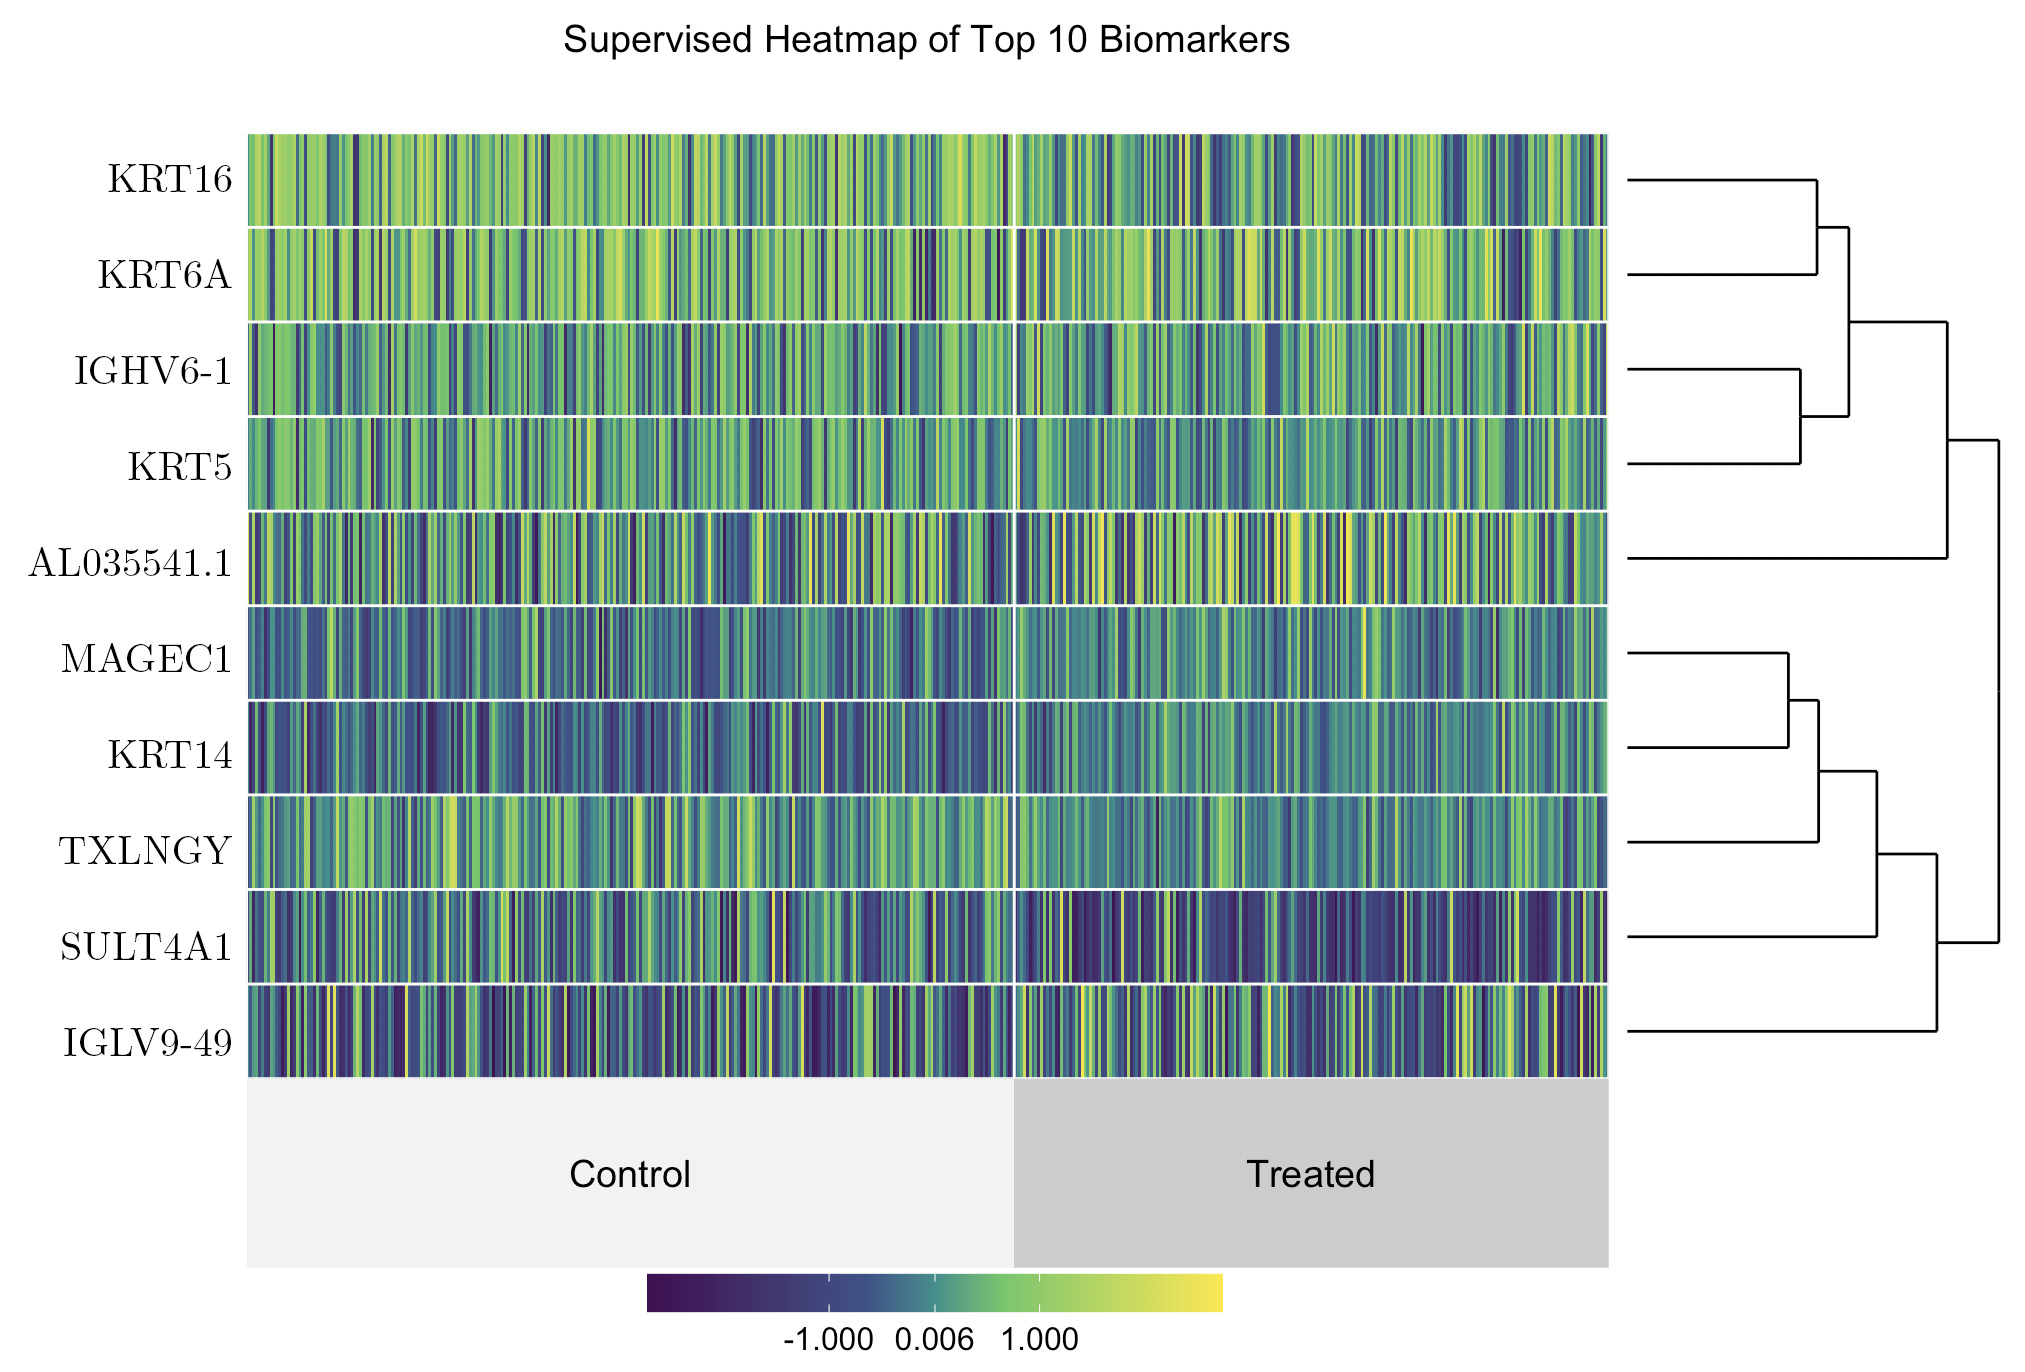 Supervised Heatmap of Top 10 Biomarkers
KRT16
KRT6A
IGHV6-1
KRT5
AL035541.1
MAGEC1
KRT14
TXLNGY
SULT4A1
IGLV9-49
Control Treated
-1.000 0.006 1.000